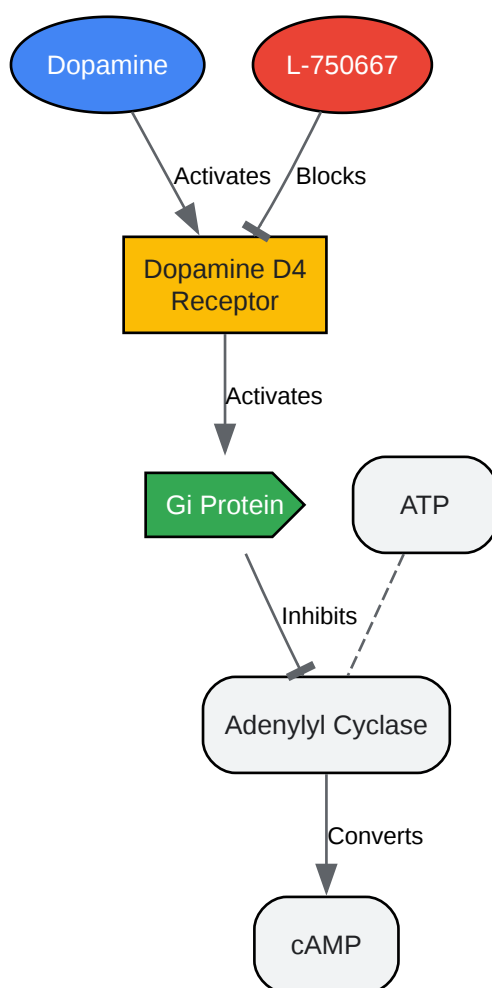 Dopamine
L-750667
Activates
Blocks
Dopamine D4
Receptor
Activates
Gi Protein
ATP
Inhibits
Adenylyl Cyclase
Converts
cAMP